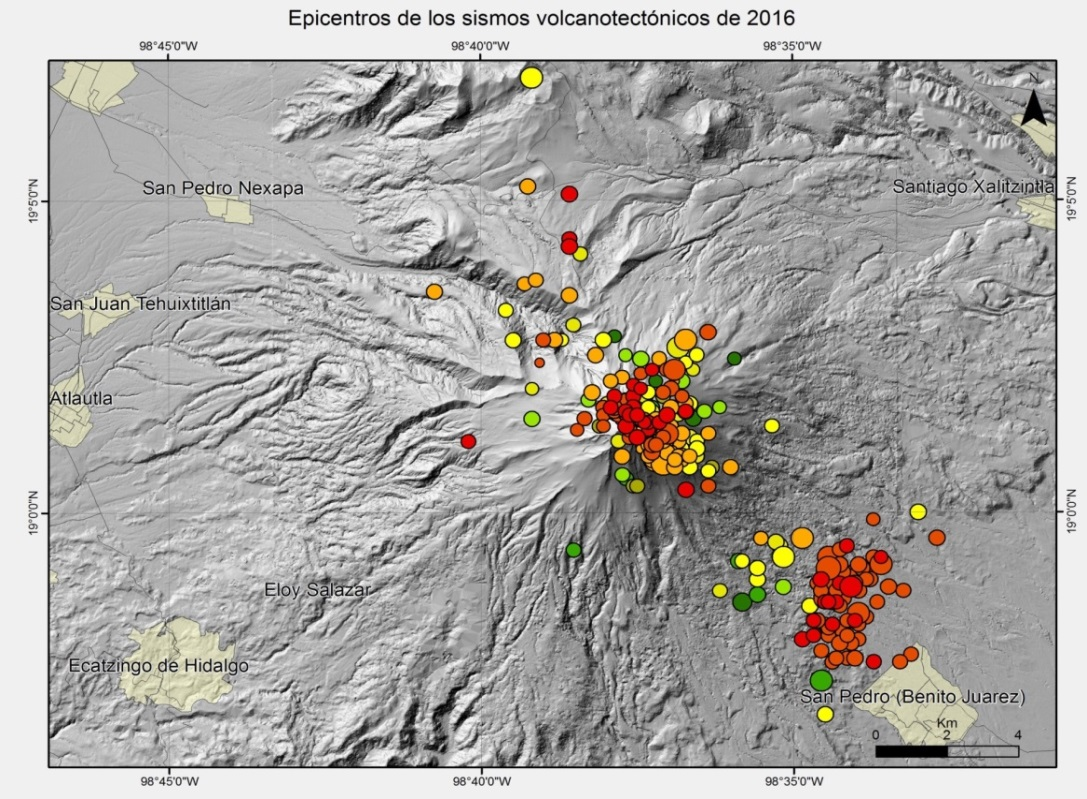 Epicentros de los sismos volcanotectónicos de 2016
98°45'0"W 98°40'0"W 98°35'0"W
N
San Pedro Nexapa
Santiago Xalitzintla
19°5'0"N 19°5'0"N
San Juan Tehuixtitlán
Atlautla
19°0'0"N 19°0'0"N
Eloy Salazar
Ecatzingo de Hidalgo
San Pedro (Benito Juarez)
Km
0 2 4
98°45'0"W 98°40'0"W 98°35'0"W